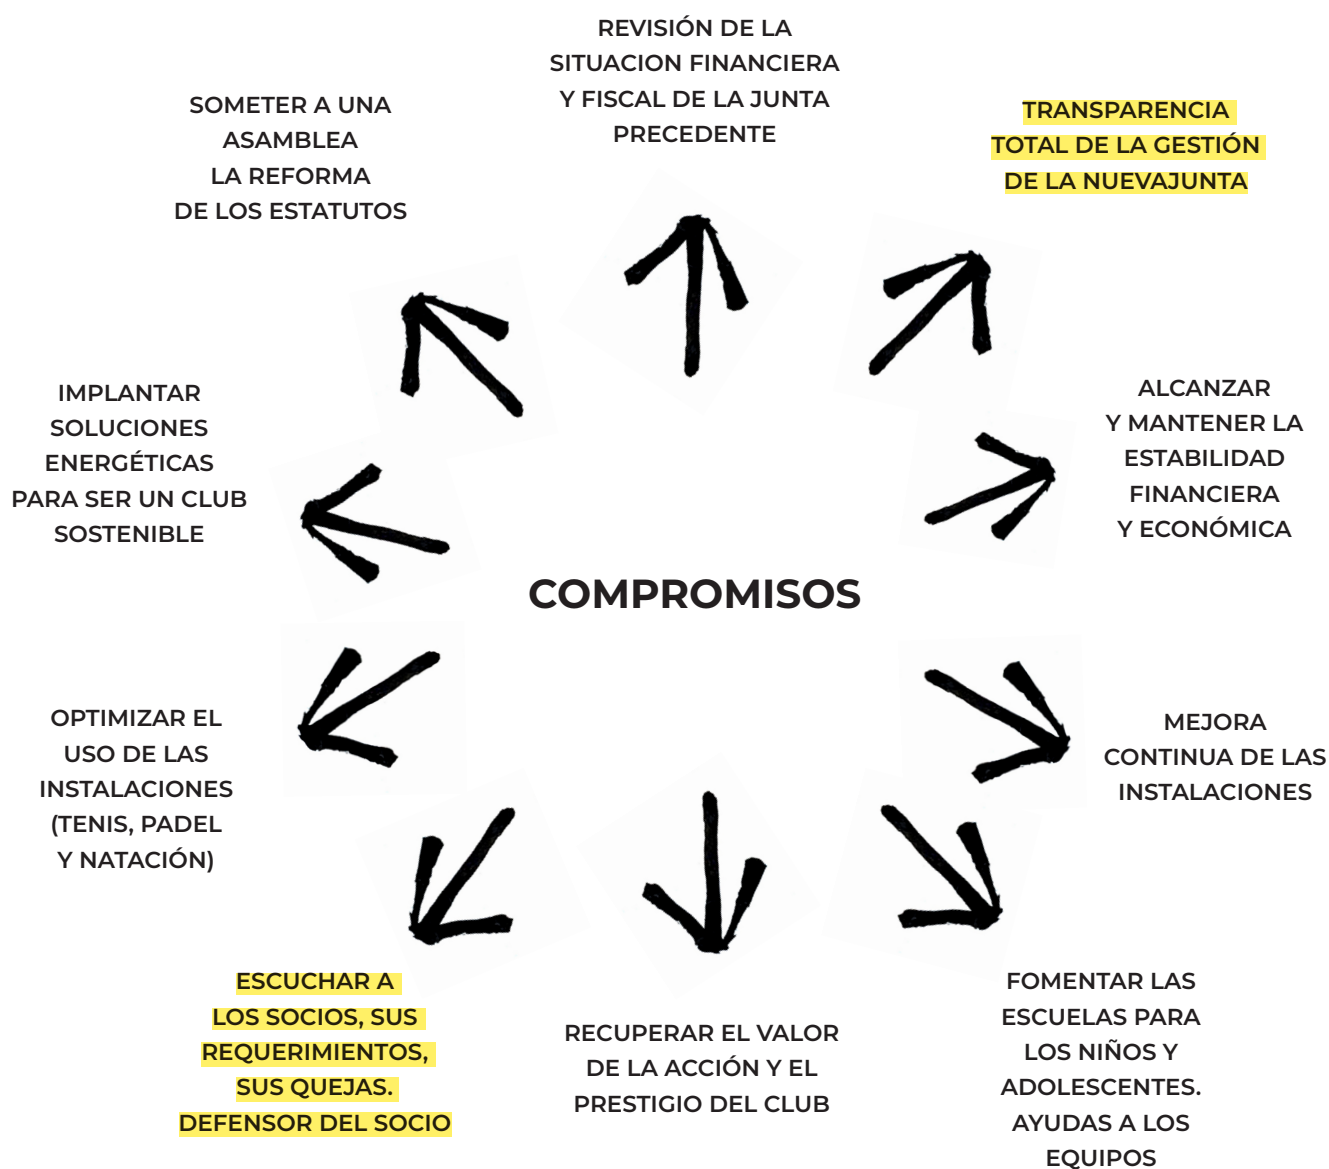 REVISIÓN DE LA
SITUACION FINANCIERA
Y FISCAL DE LA JUNTA
PRECEDENTE
TRANSPARENCIA
TOTAL DE LA GESTIÓN
DE LA NUEVAJUNTA
ALCANZAR
Y MANTENER LA
ESTABILIDAD
FINANCIERA
Y ECONÓMICA
MEJORA
CONTINUA DE LAS
INSTALACIONES
FOMENTAR LAS
ESCUELAS PARA
LOS NIÑOS Y
ADOLESCENTES.
AYUDAS A LOS
EQUIPOS
RECUPERAR EL VALOR
DE LA ACCIÓN Y EL
PRESTIGIO DEL CLUB
ESCUCHAR A
LOS SOCIOS, SUS
REQUERIMIENTOS,
SUS QUEJAS.
DEFENSOR DEL SOCIO
OPTIMIZAR EL
USO DE LAS
INSTALACIONES
(TENIS, PADEL
Y NATACIÓN)
IMPLANTAR
SOLUCIONES
ENERGÉTICAS
PARA SER UN CLUB
SOSTENIBLE
SOMETER A UNA
ASAMBLEA
LA REFORMA
DE LOS ESTATUTOS
COMPROMISOS